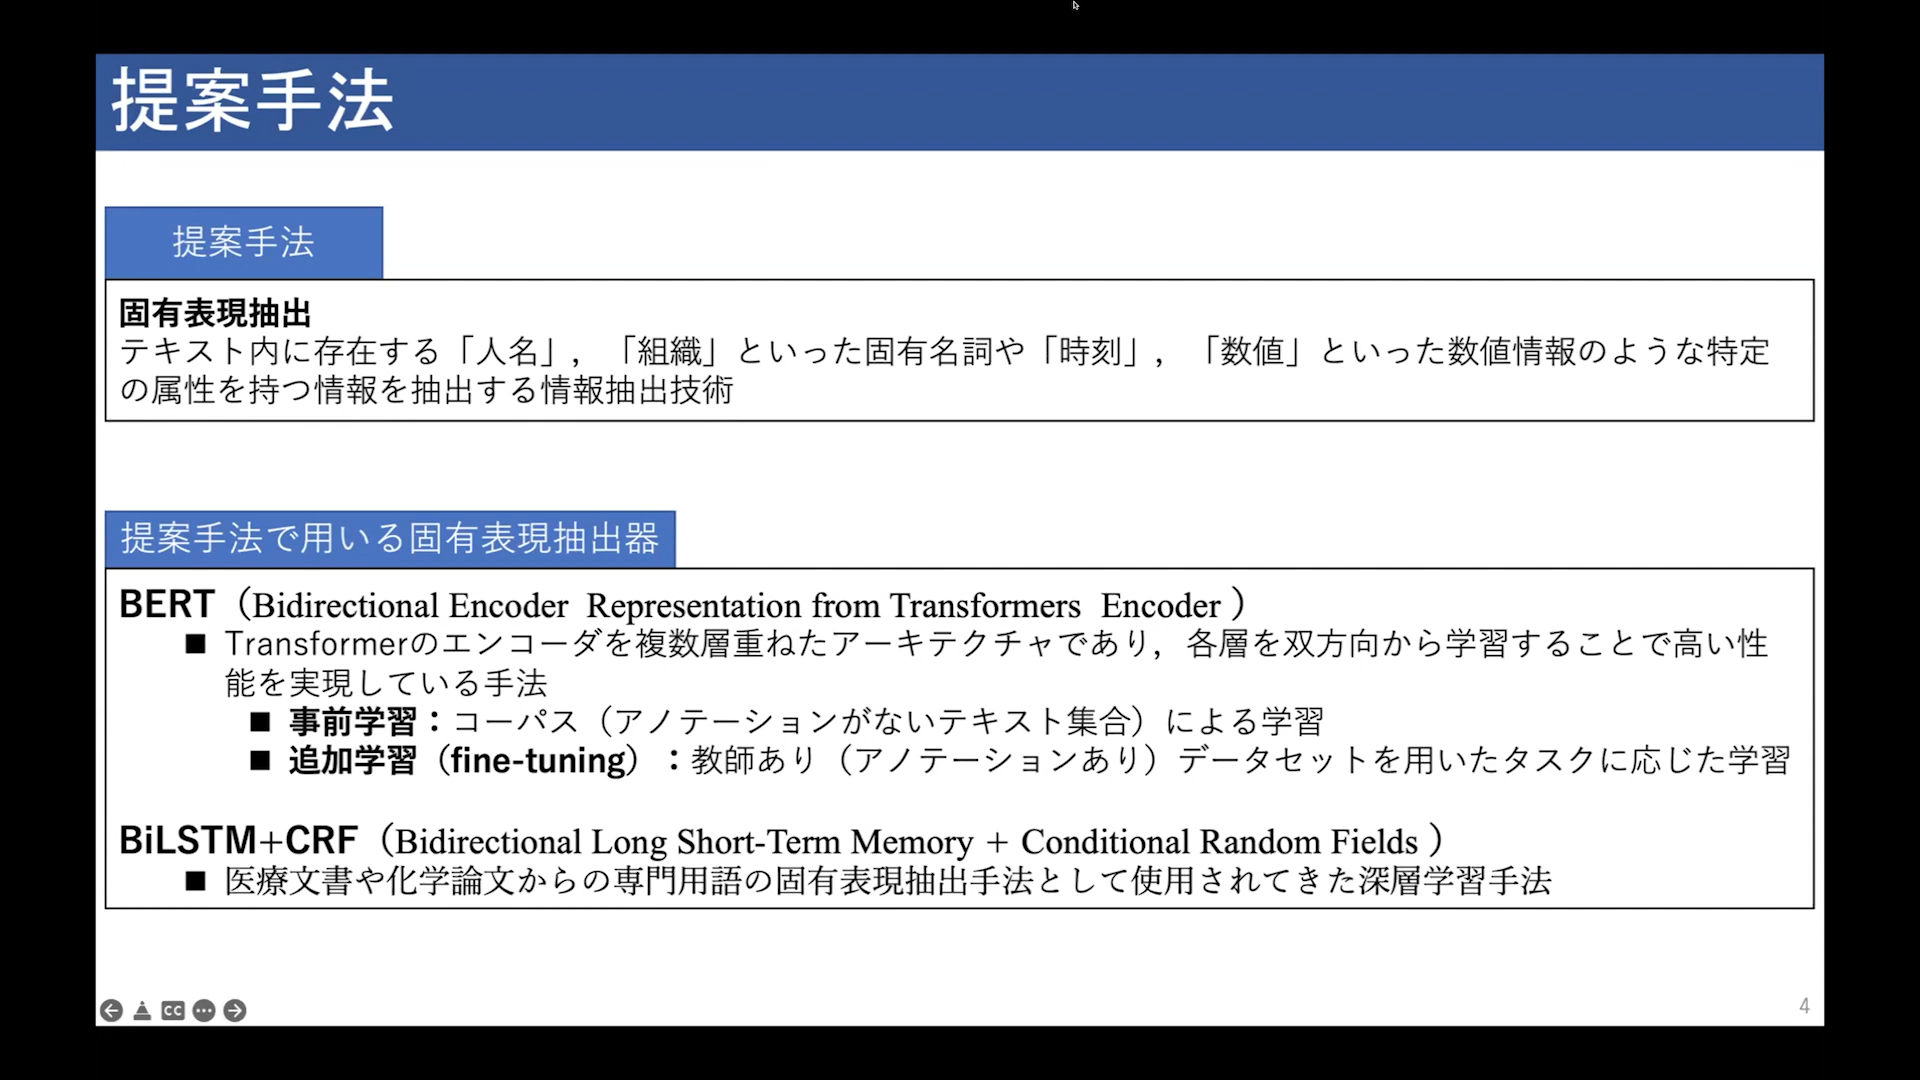 提案手法
提案手法
固有表現抽出
テキスト内に存在する「人名」，「組織」といった固有名詞や「時刻」，「数値」といった数値情報のような特定
の属性を持つ情報を抽出する情報抽出技術
提案手法で用いる固有表現抽出器
BERT（Bidirectional Encoder Representation from Transformers Encoder）
■ Transformerのエンコーダを複数層重ねたアーキテクチャであり，各層を双方向から学習することで高い性
能を実現している手法
■ 事前学習：コーパス（アノテーションがないテキスト集合）による学習
■ 追加学習（fine-tuning）：教師あり（アノテーションあり）データセットを用いたタスクに応じた学習
BiLSTM+CRF（Bidirectional Long Short-Term Memory + Conditional Random Fields）
■ 医療文書や化学論文からの専門用語の固有表現抽出手法として使用されてきた深層学習手法
CC
4